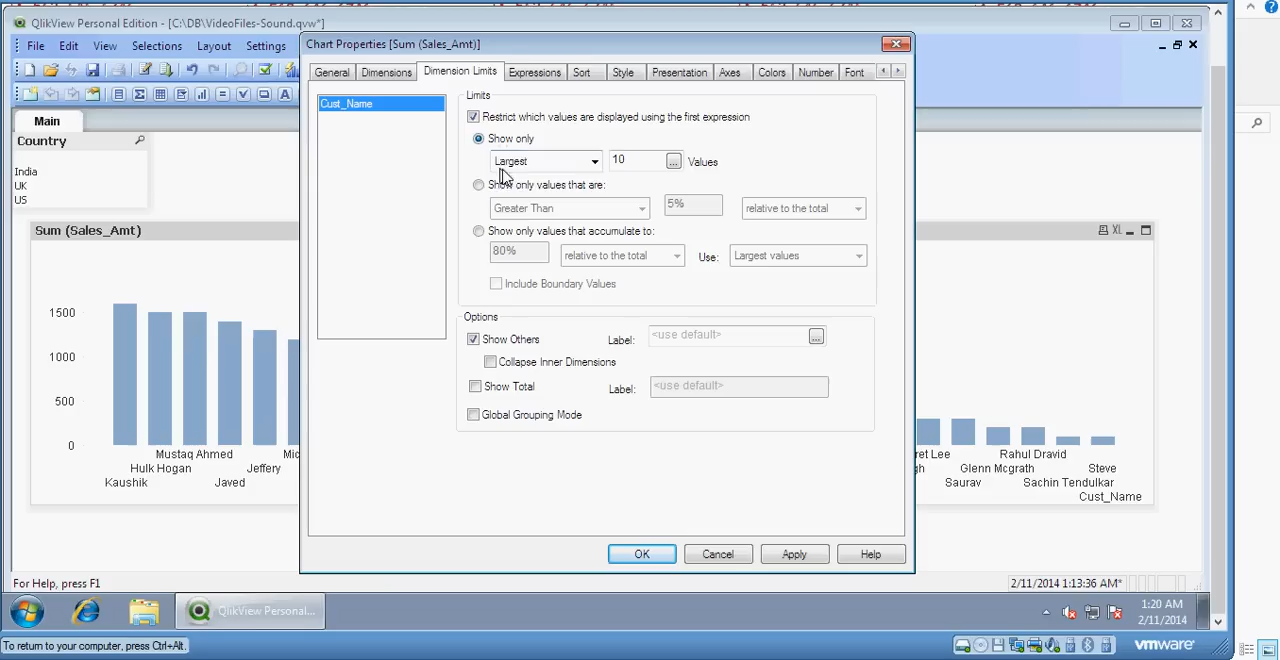 QlikView Personal Edition - [C:\DB\VideoFiles-Sound.qvw*]
File Edit View Selections Layout Settings
Main
Country
India
UK
US
Sum (Sales_Amt)
XL
1500
1000
500
0
Mustaq Ahmed
Hulk Hogan Jeffery
Kaushik Javed
Rahul Dravid
Glenn Mcgrath Steve
Saurav Sachin Tendulkar
Cust_Name
Chart Properties [Sum (Sales_Amt)]
General Dimensions Dimension Limits Expressions Sort Style Presentation Axes Colors Number Font
Cust_Name
Limits
Restrict which values are displayed using the first expression
Show only
Largest 10 ... Values
Show only values that are:
Greater Than 5% relative to the total
Show only values that accumulate to:
80% relative to the total Use: Largest values
Include Boundary Values
Options
Show Others Label: <use default> ...
Collapse Inner Dimensions
Show Total Label: <use default>
Global Grouping Mode
OK Cancel Apply Help
For Help, press F1
2/11/2014 1:13:36 AM*
QlikView Personal...
1:20 AM
2/11/2014
To return to your computer, press Ctrl+Alt.
vmware